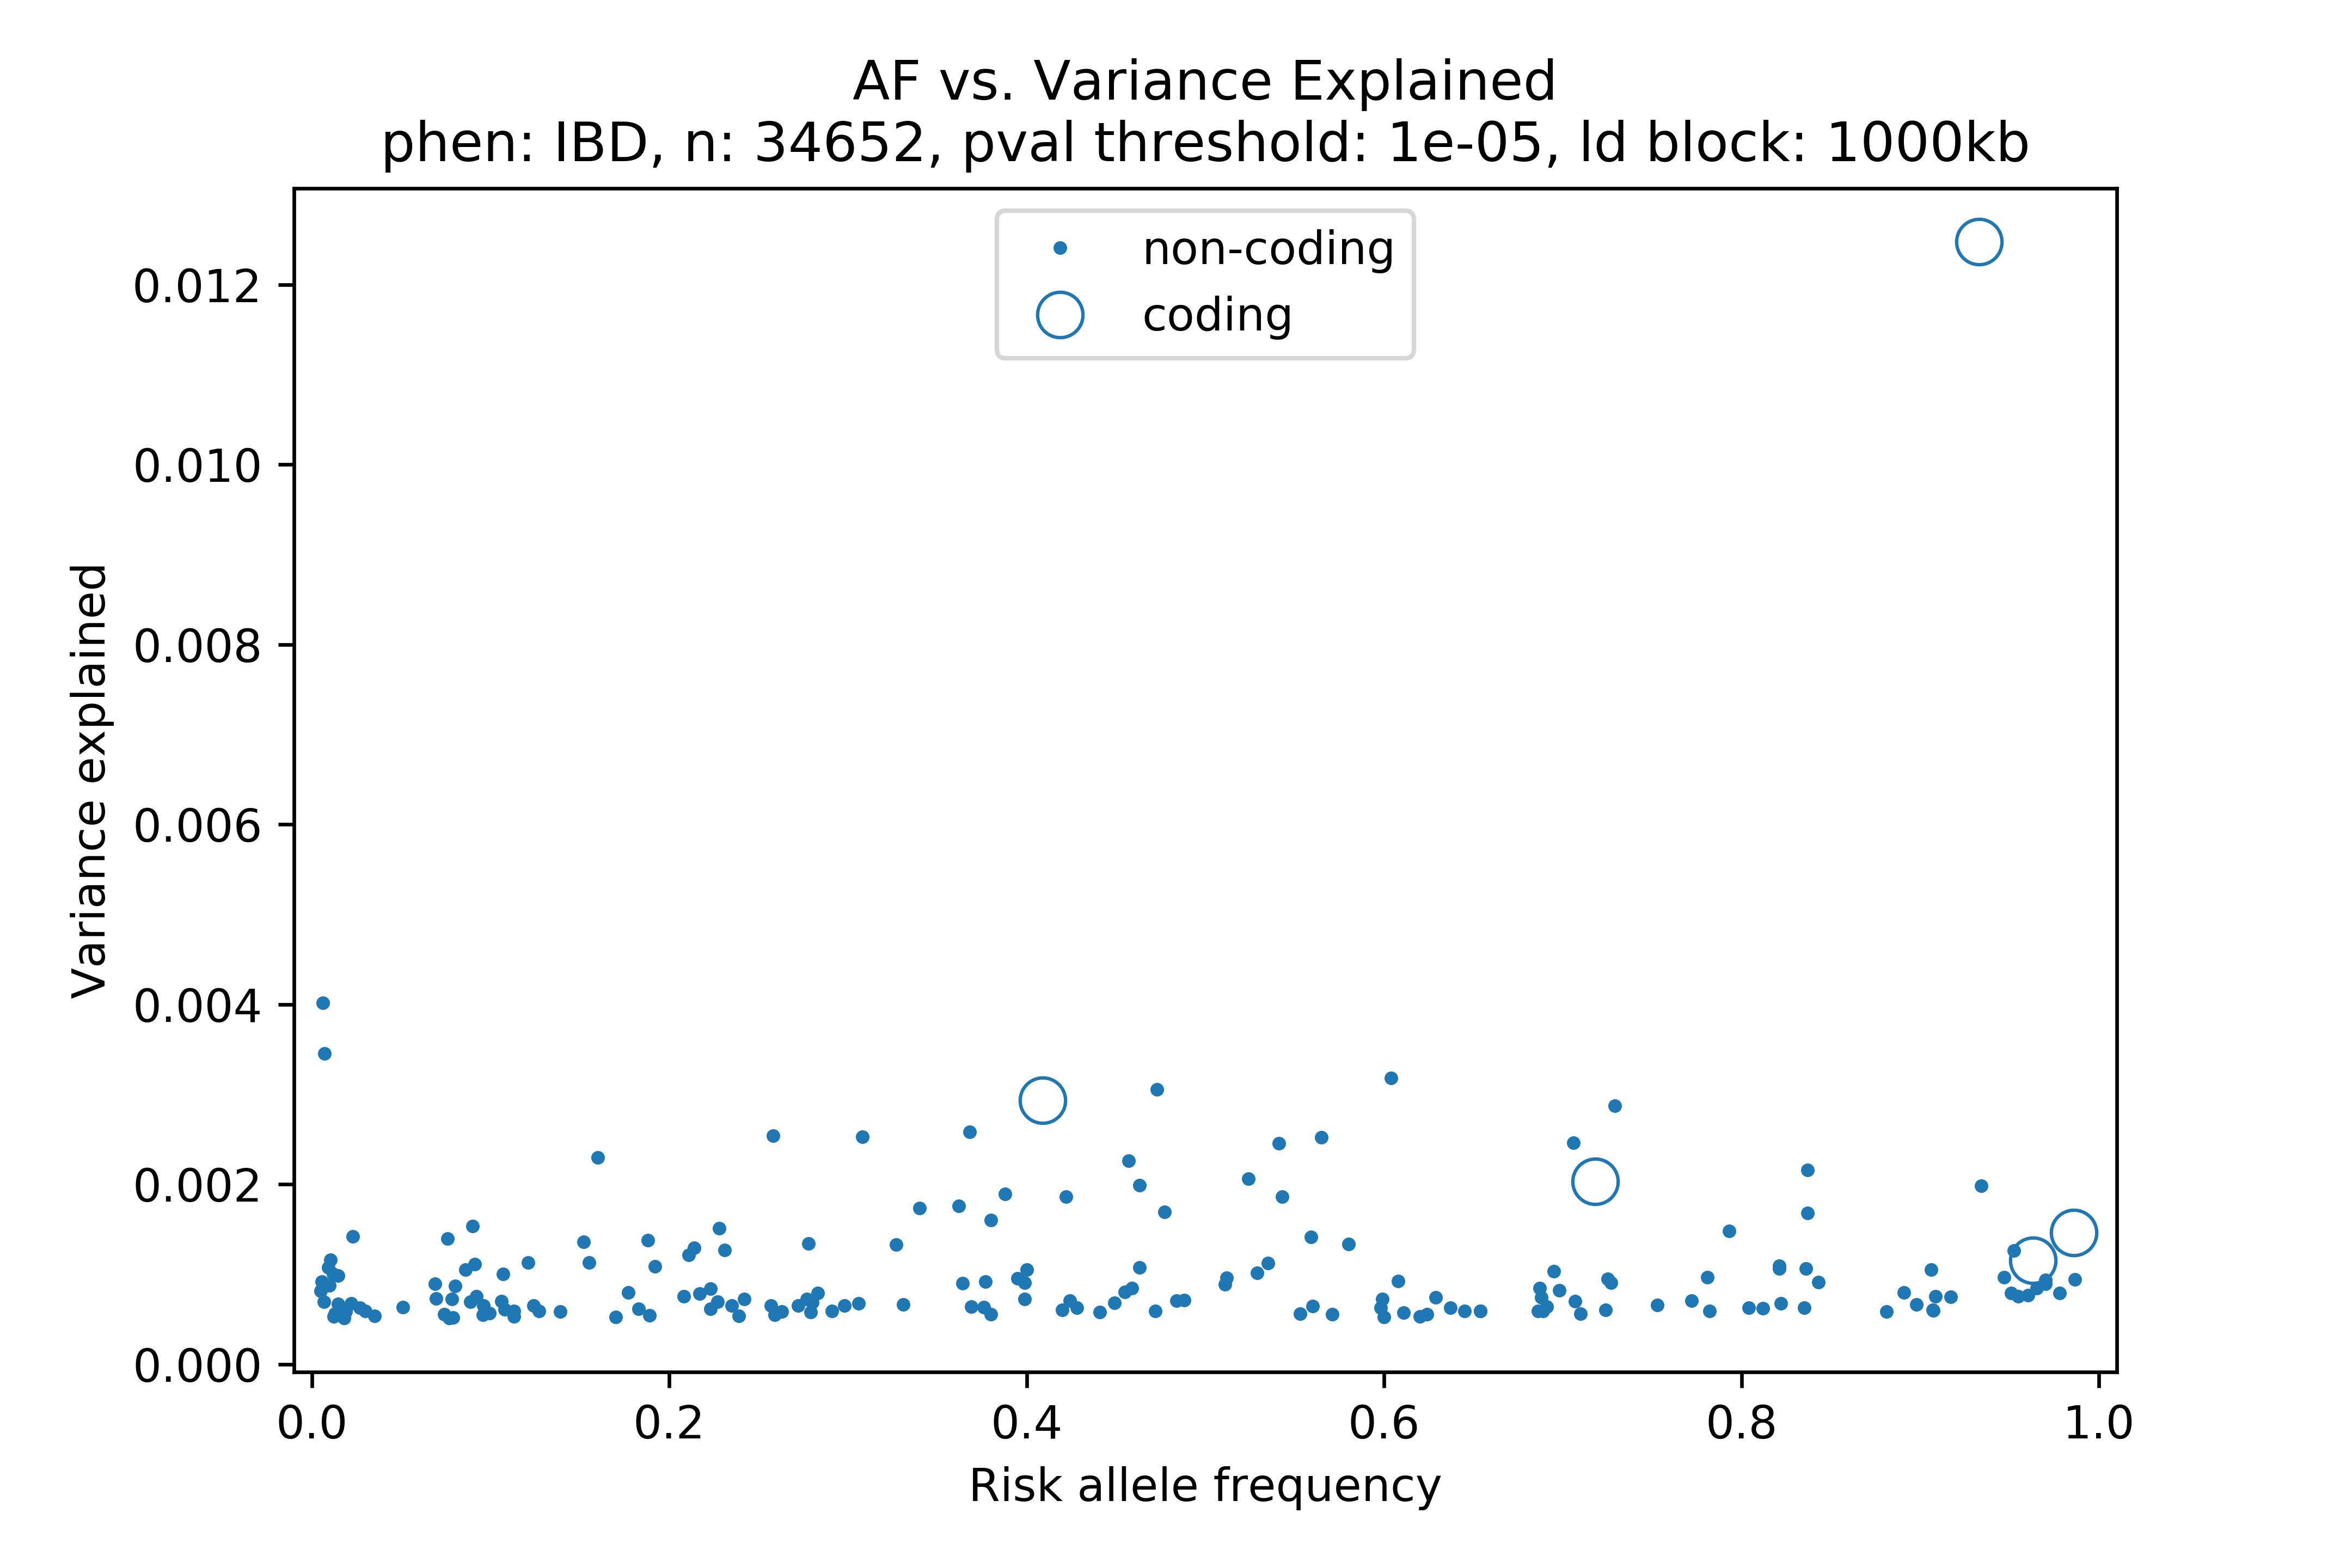 AF vs. Variance Explained
phen: IBD, n: 34652, pval threshold: 1e-05, ld block: 1000kb
non-coding
coding
0.012
0.010
0.008
0.006
0.004
0.002
0.000
Variance explained
0.0 0.2 0.4 0.6 0.8 1.0
Risk allele frequency